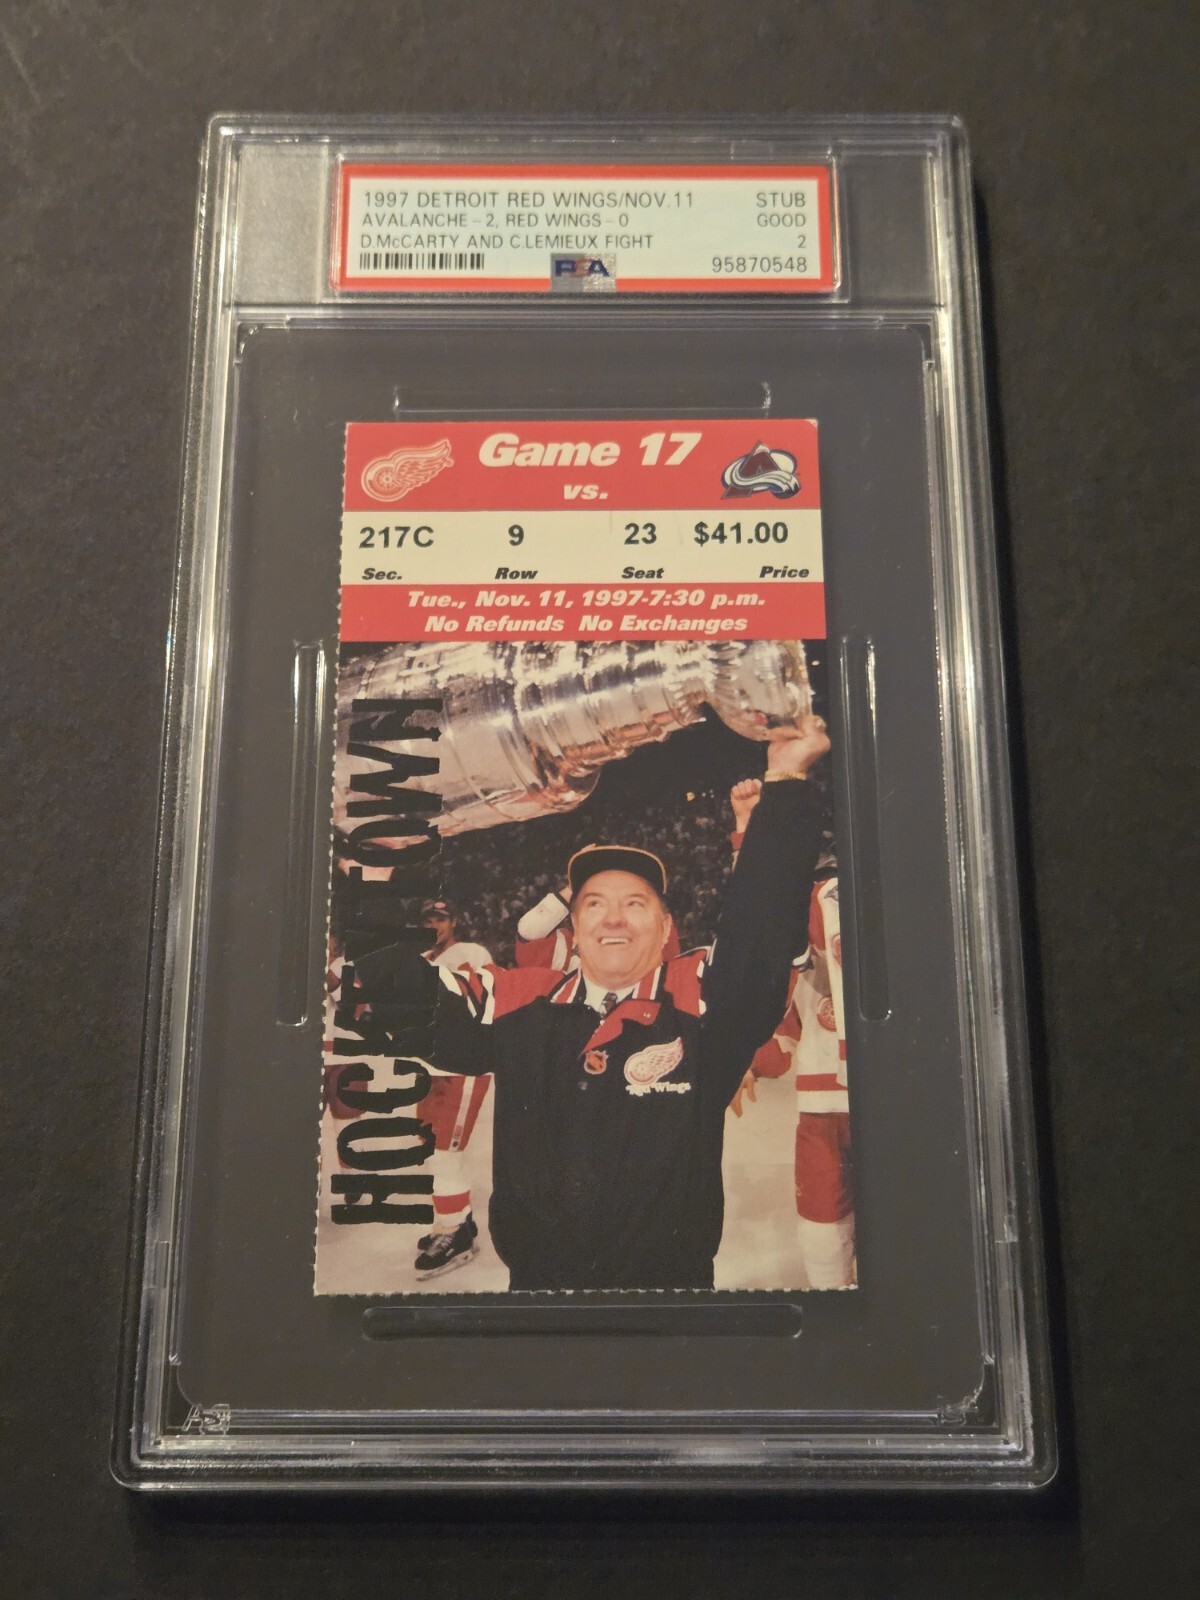 1997 DETROIT RED WINGS/NOV.11 STUB
AVALANCHE-2, RED WINGS-0 GOOD
D.McCARTY AND C.LEMIEUX FIGHT 2
PSA 95870548
Game 17
vs.
217C 9 23 $41.00
Sec. Row Seat Price
Tue., Nov. 11, 1997-7:30 p.m.
No Refunds No Exchanges
HOCKEYTOWN
Red Wings